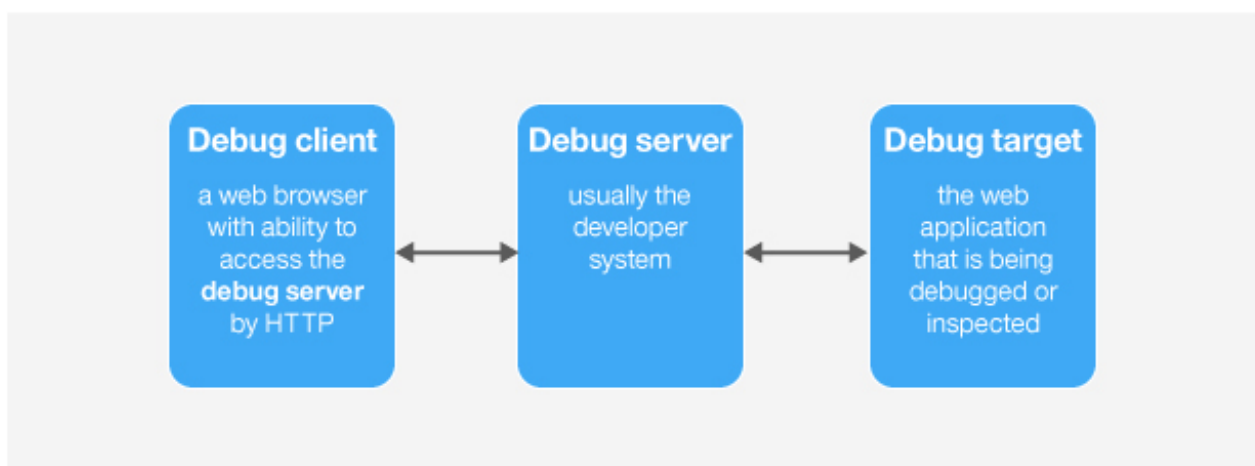 Debug client
a web browser
with ability to
access the
debug server
by HTTP
Debug server
usually the
developer
system
Debug target
the web
application
that is being
debugged or
inspected